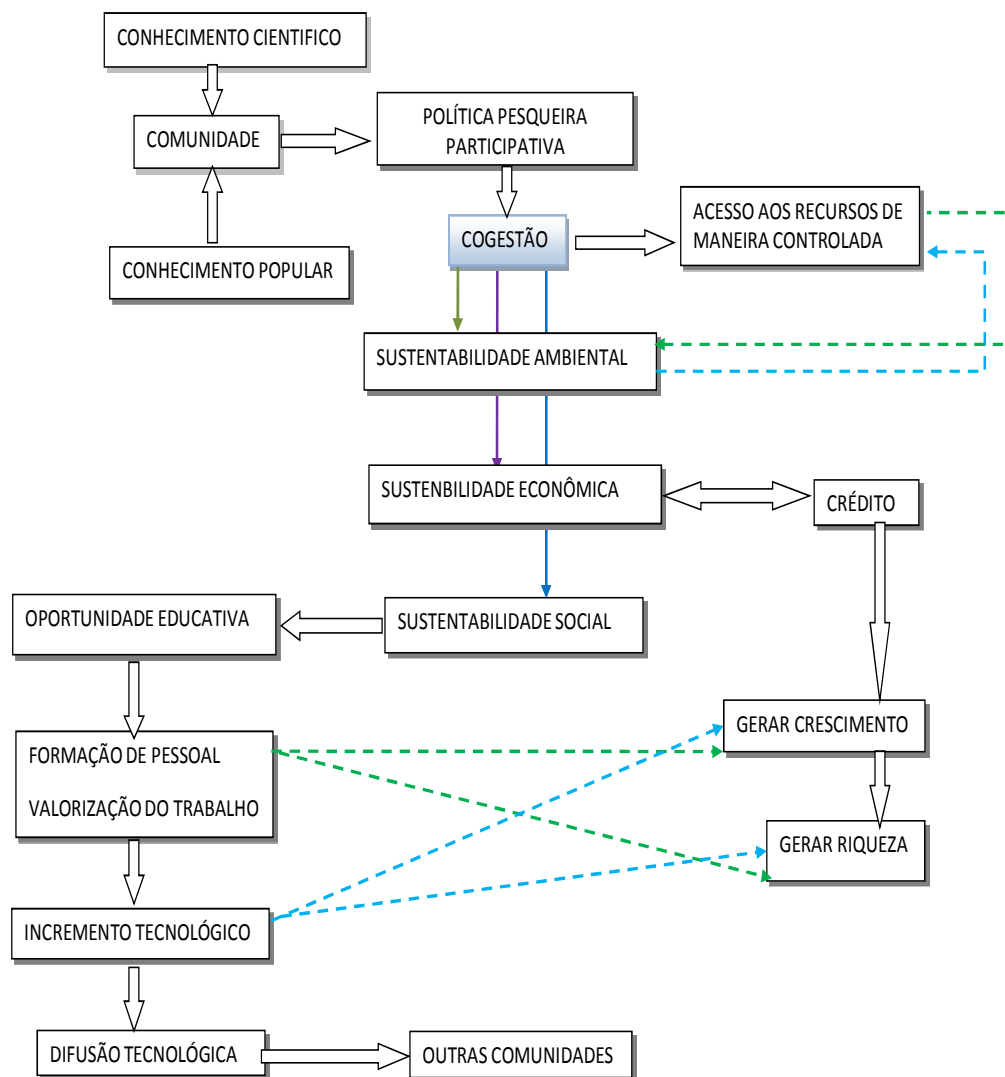 CONHECIMENTO CIENTIFICO
COMUNIDADE
POLÍTICA PESQUEIRA
PARTICIPATIVA
CONHECIMENTO POPULAR
COGESTÃO
ACESSO AOS RECURSOS DE
MANEIRA CONTROLADA
SUSTENTABILIDADE AMBIENTAL
SUSTENBILIDADE ECONÔMICA
CRÉDITO
OPORTUNIDADE EDUCATIVA
SUSTENTABILIDADE SOCIAL
FORMAÇÃO DE PESSOAL
VALORIZAÇÃO DO TRABALHO
GERAR CRESCIMENTO
GERAR RIQUEZA
INCREMENTO TECNOLÓGICO
DIFUSÃO TECNOLÓGICA
OUTRAS COMUNIDADES